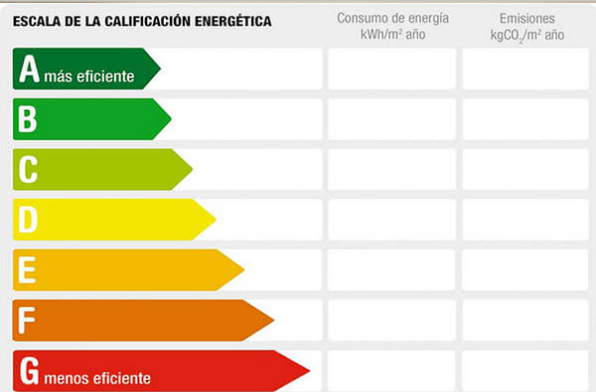 ESCALA DE LA CALIFICACIÓN ENERGÉTICA
Consumo de energía
kWh/m² año
Emisiones
kgCO₂/m² año
A más eficiente
B
C
D
E
F
G menos eficiente